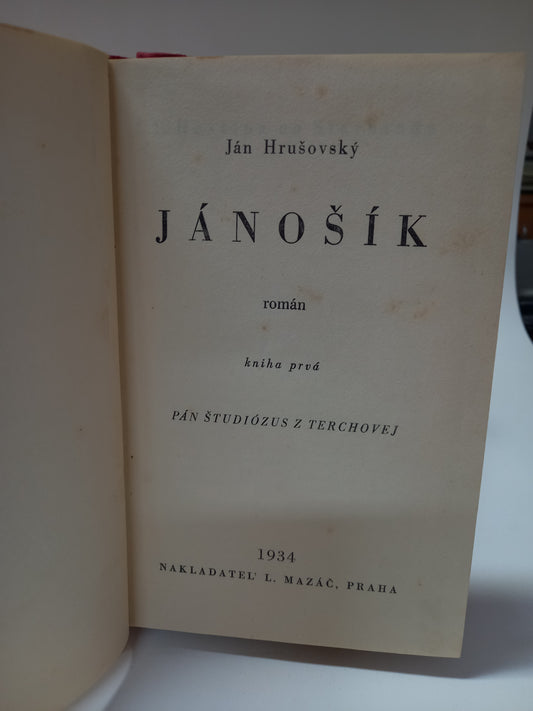 Ján Hrušovský
JÁNOŠÍK
román
kniha prvá
PÁN ŠTUDIÓZUS Z TERCHOVEJ
1934
NAKLADATEĽ L. MAZÁČ, PRAHA